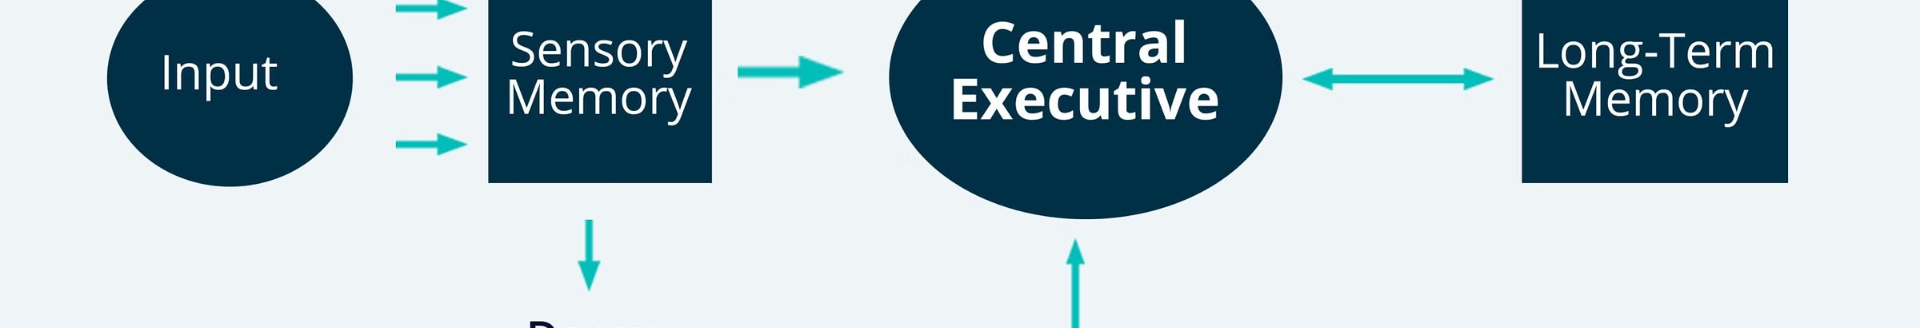 Input
Sensory
Memory
Central
Executive
Long-Term
Memory